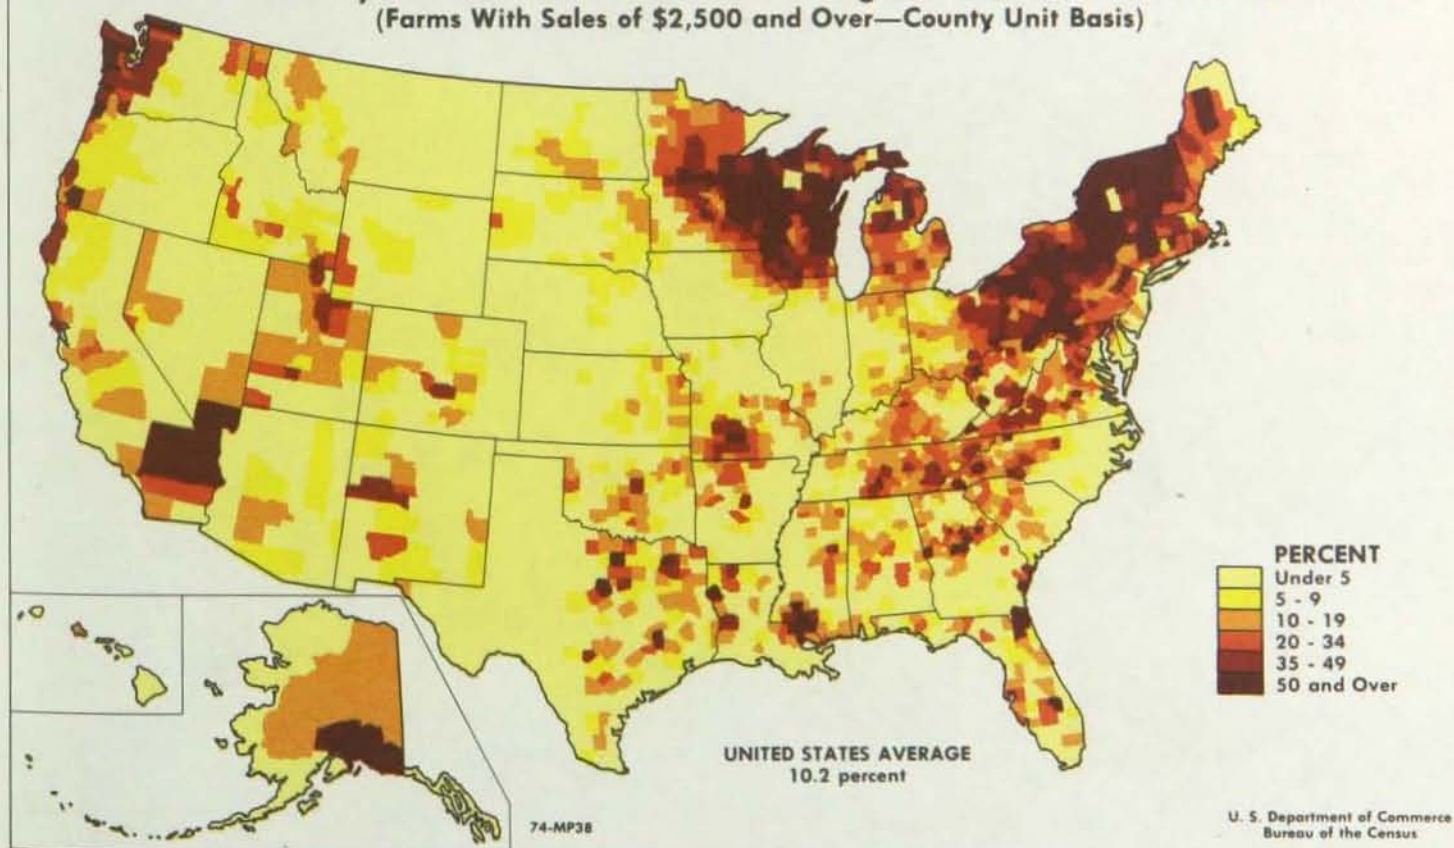 (Farms With Sales of $2,500 and Over—County Unit Basis)
PERCENT
Under 5
5 - 9
10 - 19
20 - 34
35 - 49
50 and Over
UNITED STATES AVERAGE
10.2 percent
74-MP38
U. S. Department of Commerce
Bureau of the Census